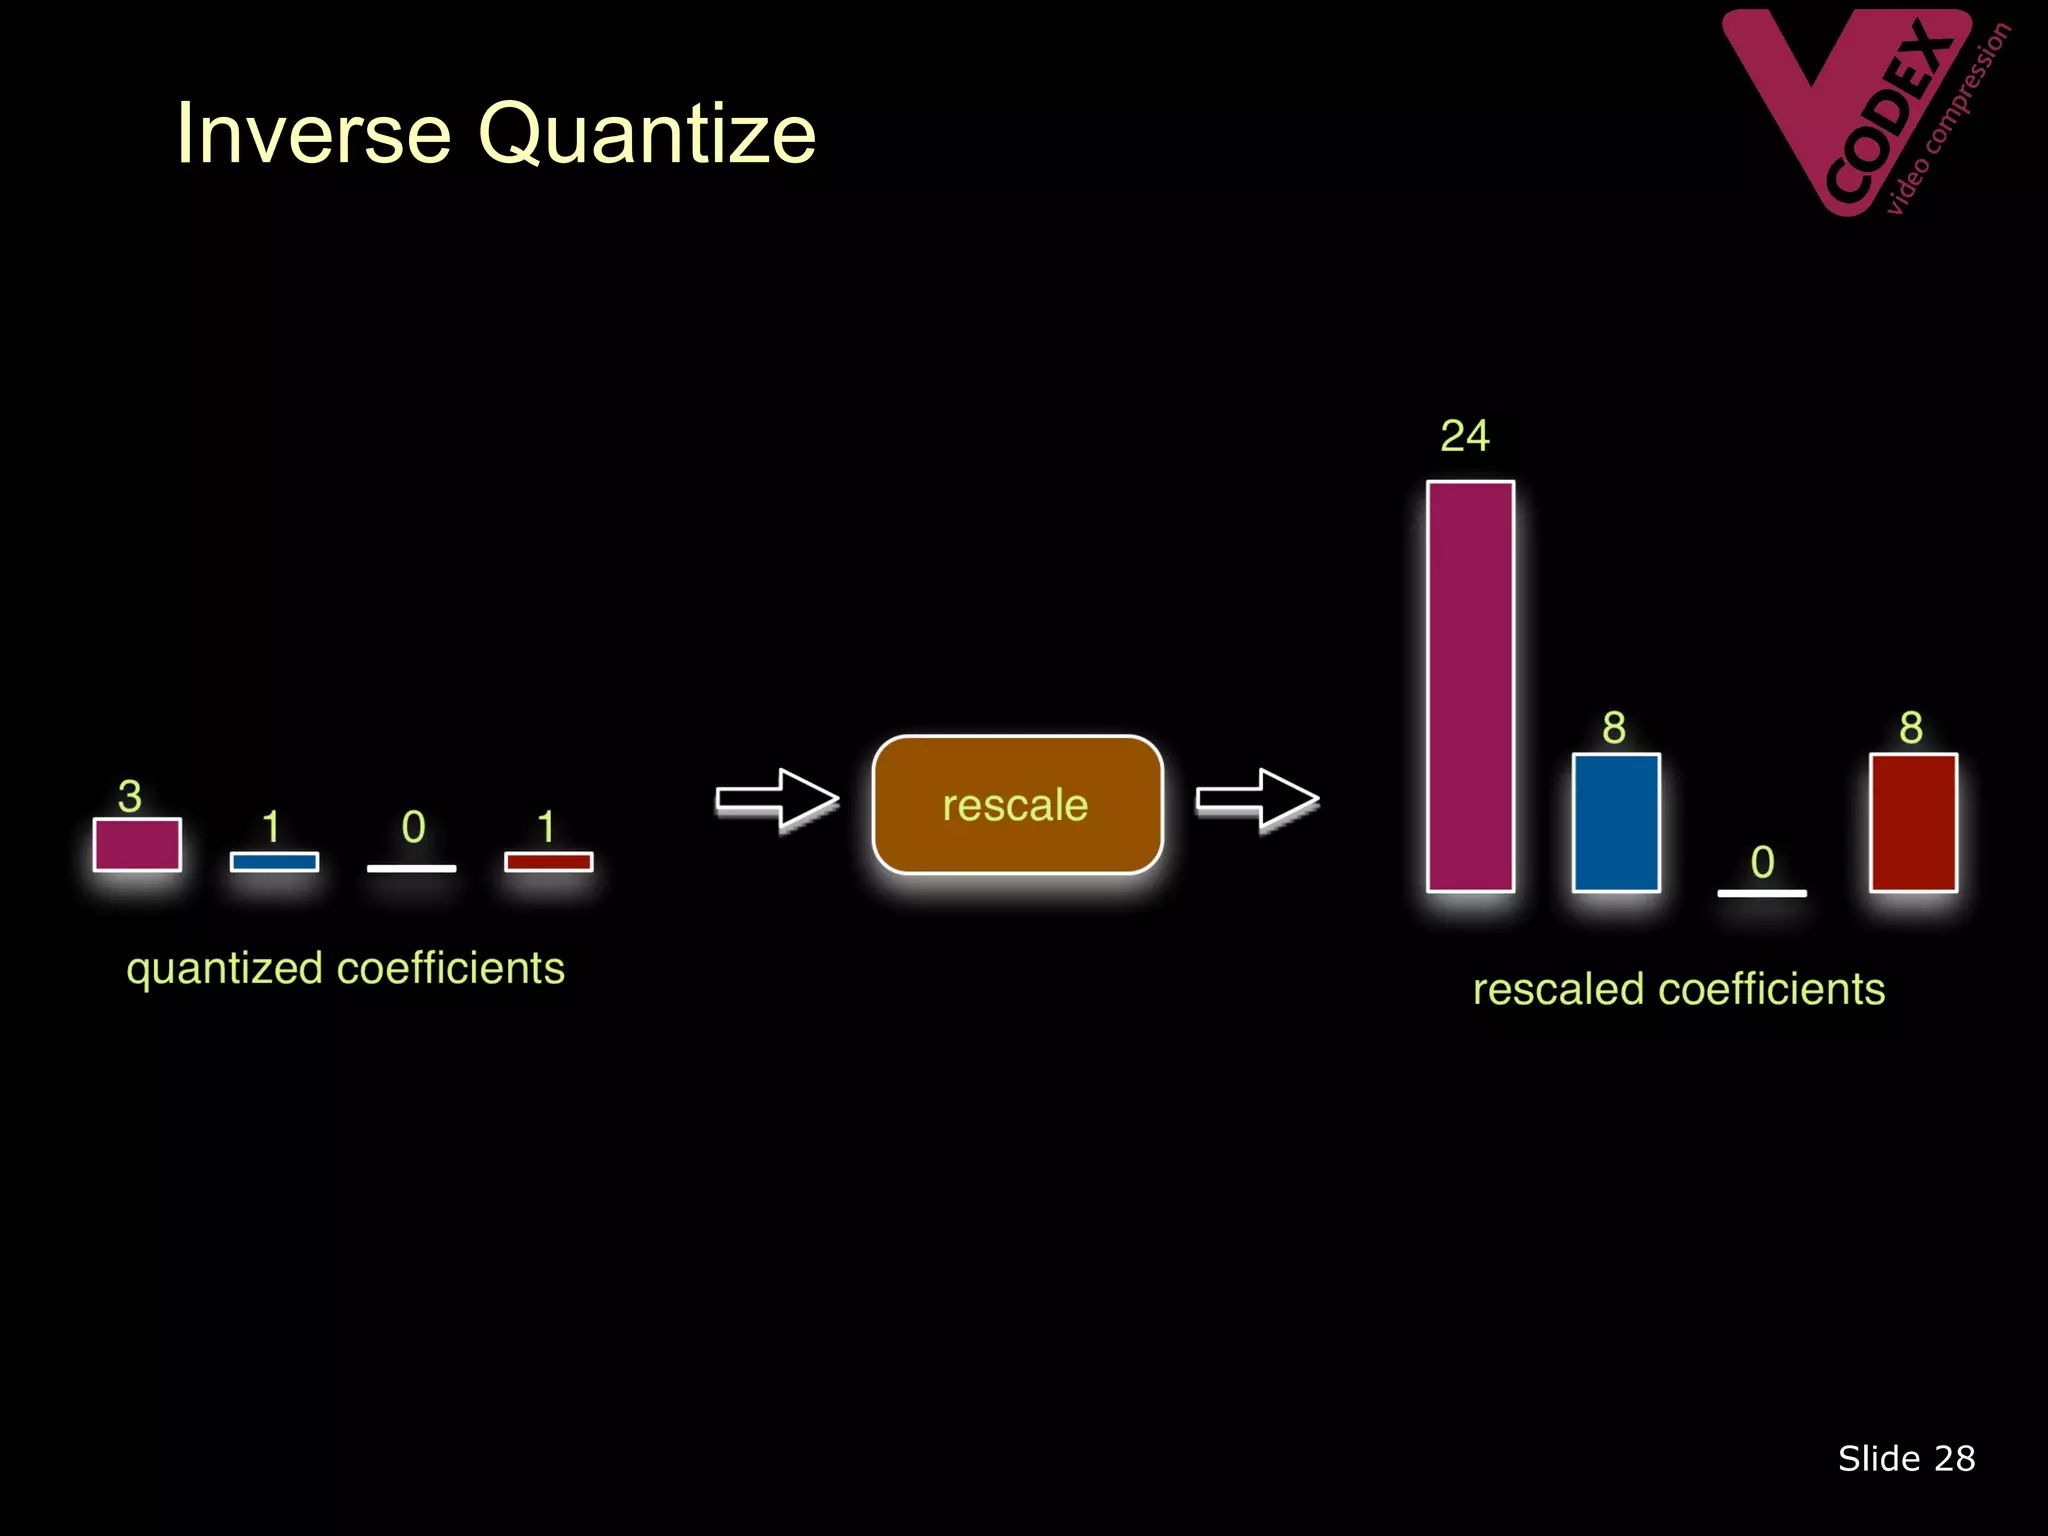 Inverse Quantize
CODEX
video compression
24
8
8
0
3
1
0
1
rescale
quantized coefficients
rescaled coefficients
Slide 28